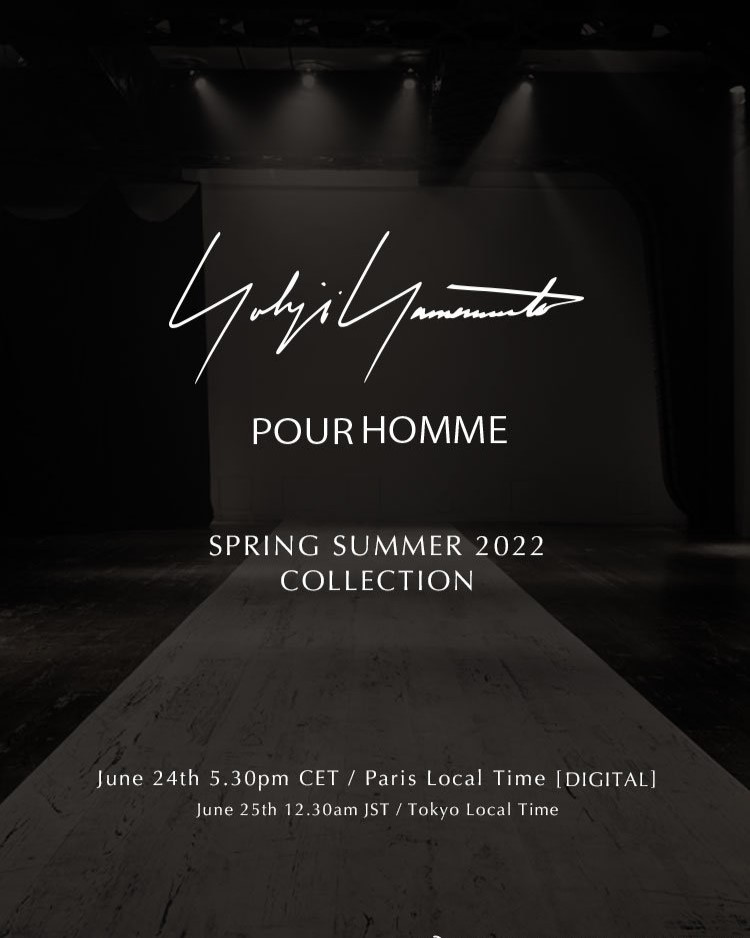 Yohji Yamamoto
POUR HOMME
SPRING SUMMER 2022
COLLECTION
June 24th 5.30pm CET / Paris Local Time [DIGITAL]
June 25th 12.30am JST / Tokyo Local Time